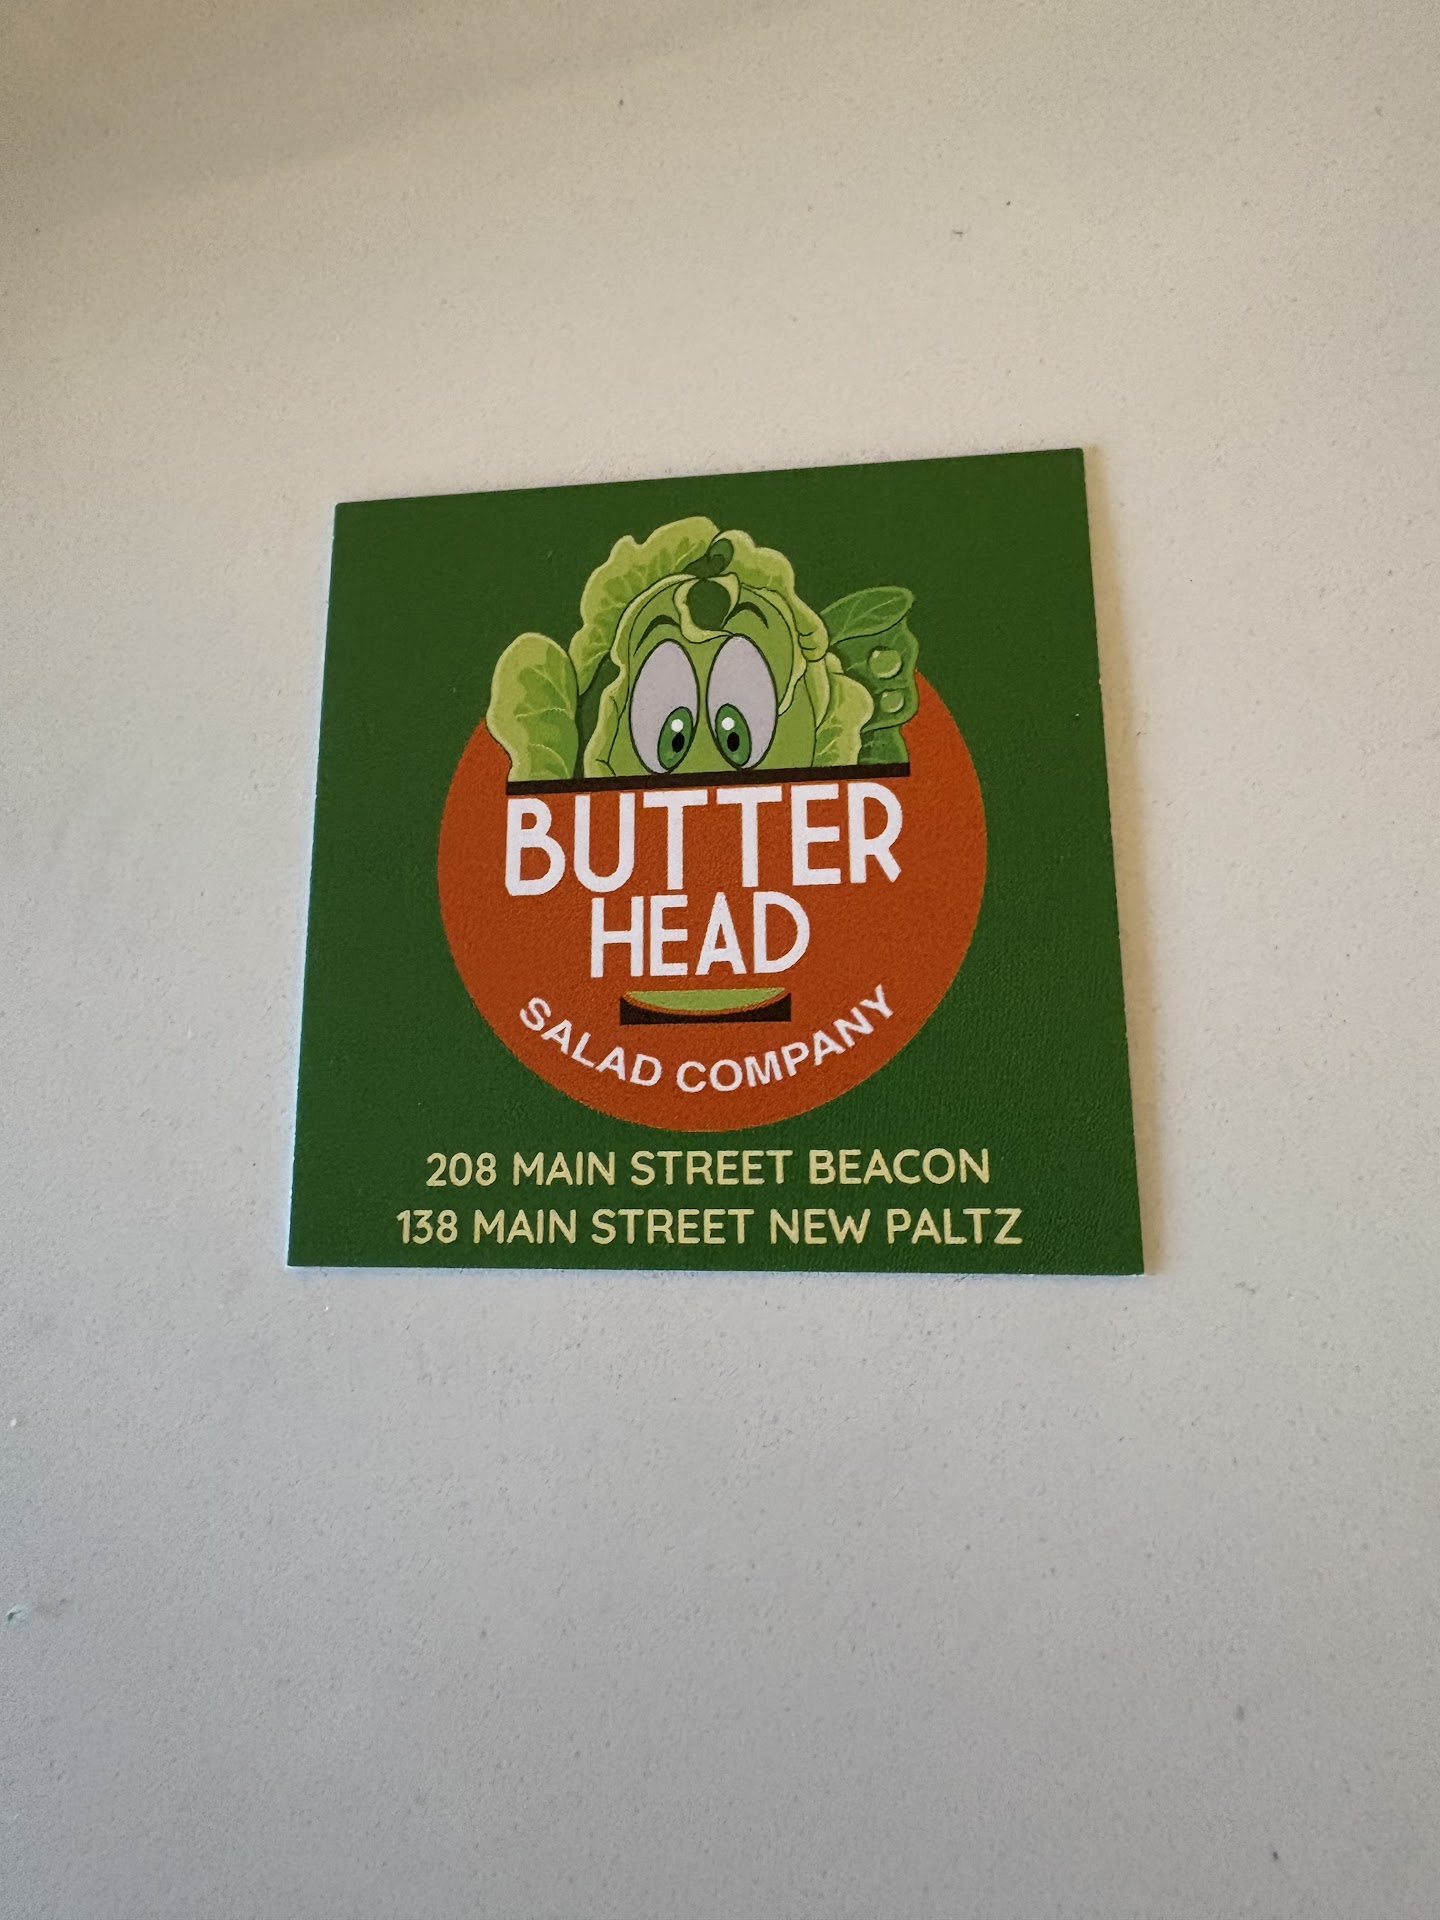 BUTTER
HEAD
SALAD COMPANY
208 MAIN STREET BEACON
138 MAIN STREET NEW PALTZ